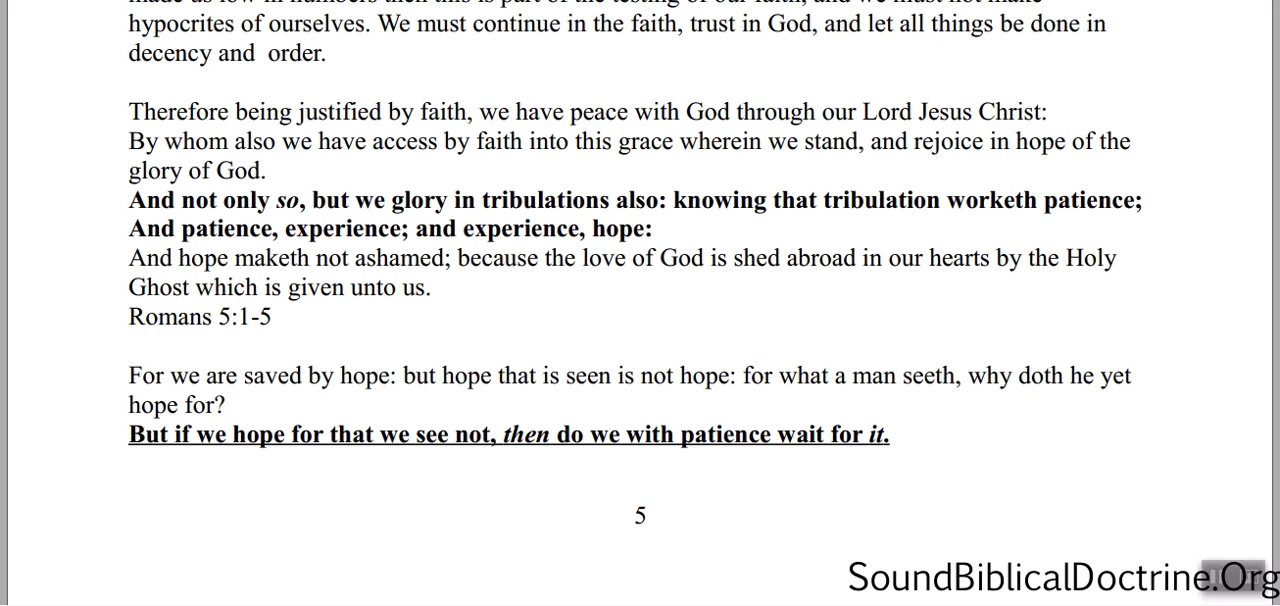 hypocrites of ourselves. We must continue in the faith, trust in God, and let all things be done in
decency and  order.
Therefore being justified by faith, we have peace with God through our Lord Jesus Christ:
By whom also we have access by faith into this grace wherein we stand, and rejoice in hope of the
glory of God.
And not only so, but we glory in tribulations also: knowing that tribulation worketh patience;
And patience, experience; and experience, hope:
And hope maketh not ashamed; because the love of God is shed abroad in our hearts by the Holy
Ghost which is given unto us.
Romans 5:1-5
For we are saved by hope: but hope that is seen is not hope: for what a man seeth, why doth he yet
hope for?
But if we hope for that we see not, then do we with patience wait for it.
5
SoundBiblicalDoctrine.Org